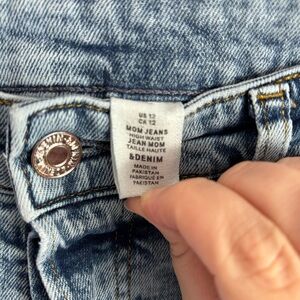 US 12
CA 12
MOM JEANS
HIGH WAIST
JEAN MOM
TAILLE HAUTE
&DENIM
MADE IN
PAKISTAN
FABRIQUE EN
PAKISTAN